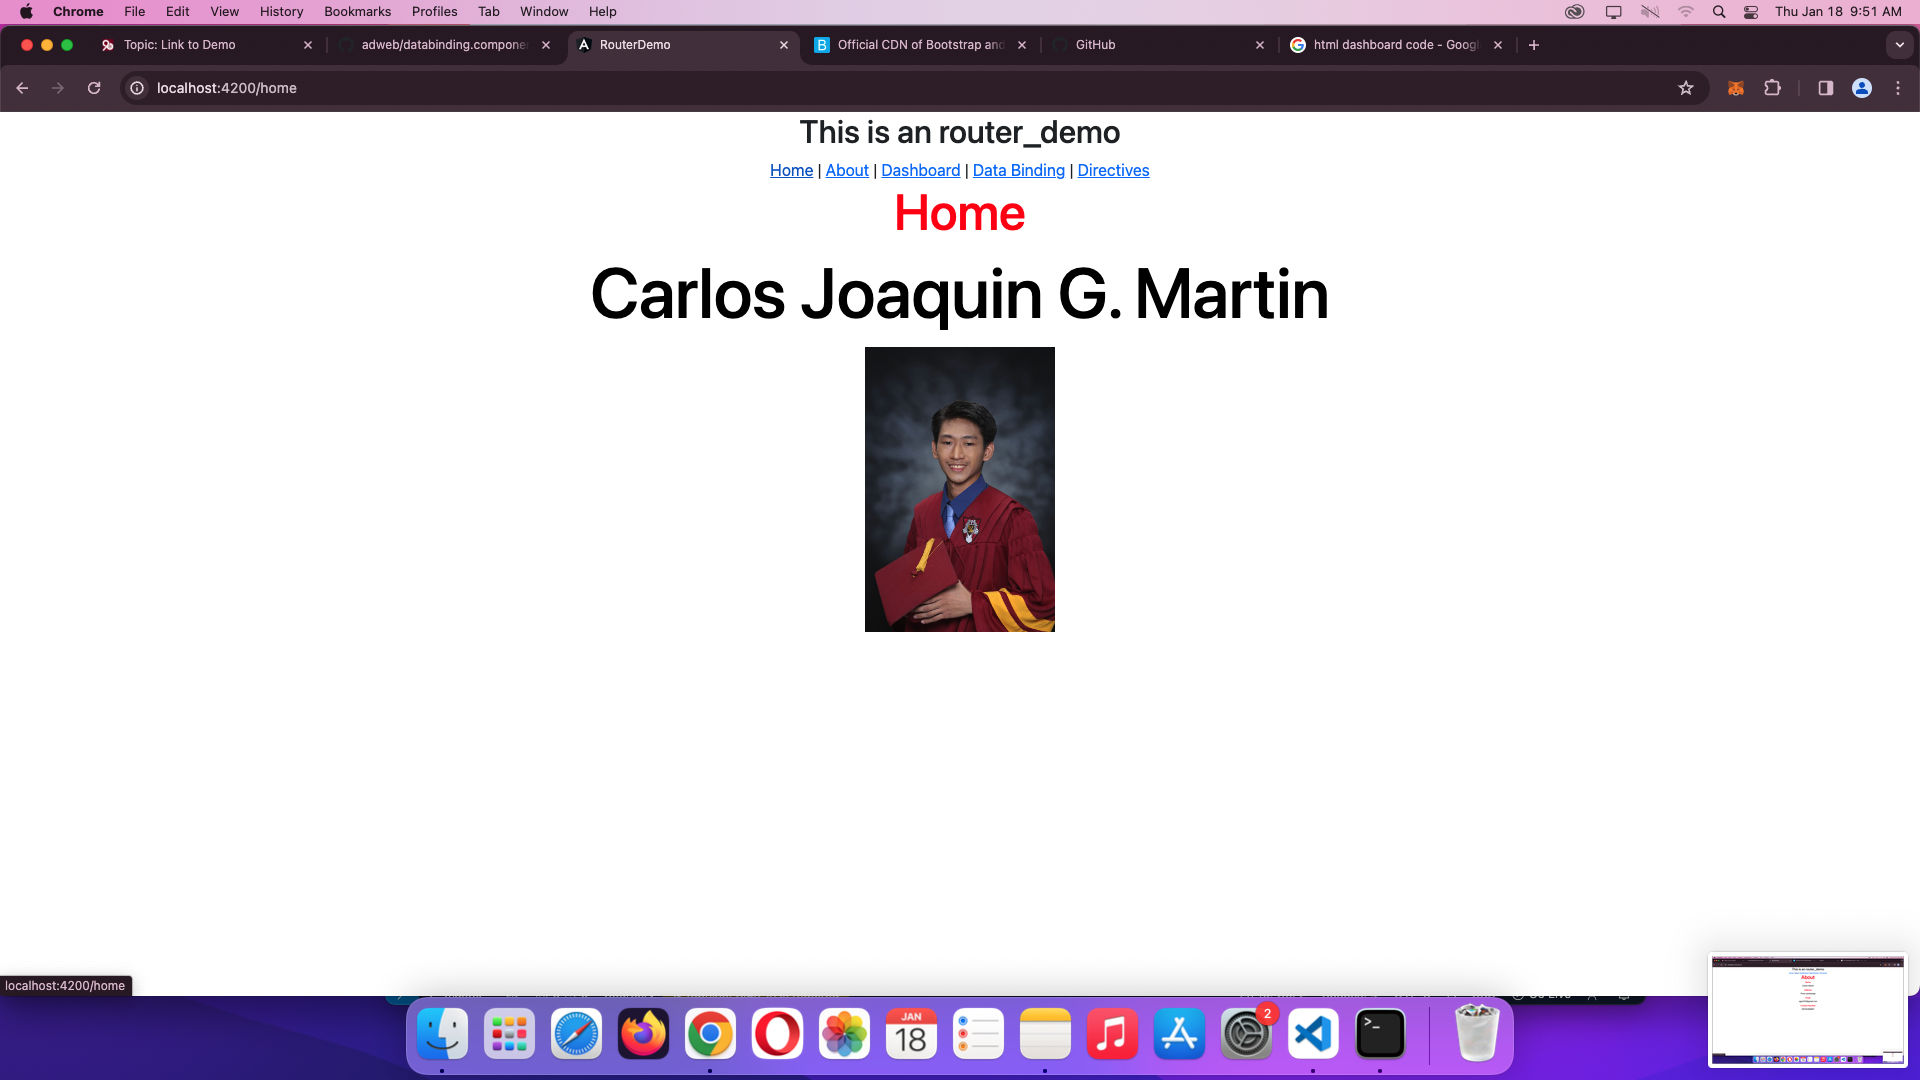 Chrome File Edit View History Bookmarks Profiles Tab Window Help Thu Jan 18 9:51 AM
Topic: Link to Demo adweb/databinding.compone RouterDemo Official CDN of Bootstrap and GitHub html dashboard code - Googl
localhost:4200/home
This is an router_demo
Home | About | Dashboard | Data Binding | Directives
Home
Carlos Joaquin G. Martin
localhost:4200/home
JAN
18
2